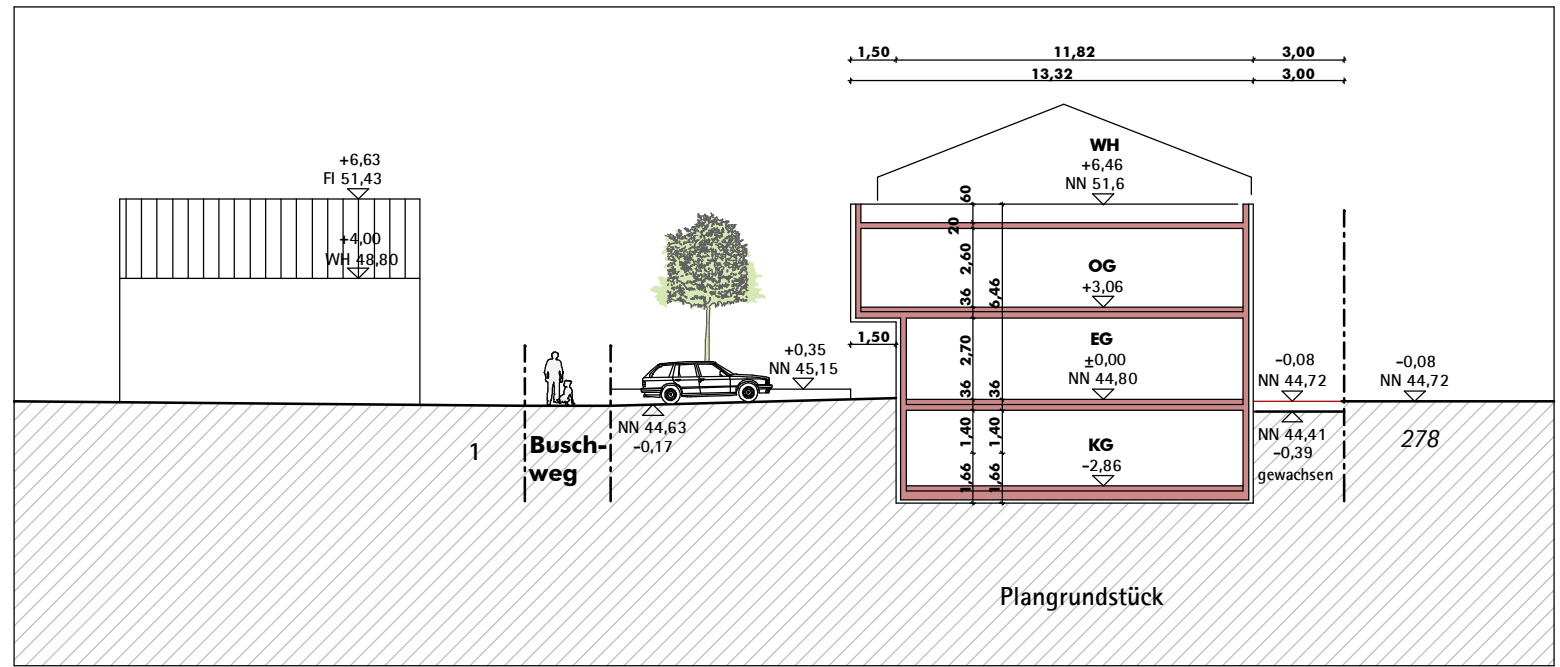 1,50 11,82 3,00
13,32 3,00
WH
+6,46
NN 51,6
+6,63
FI 51,43
+4,00
WH 48,80
60
20
2,60
36
6,46
OG
+3,06
1,50
2,70
EG
±0,00
NN 44,80
+0,35
NN 45,15
-0,08
NN 44,72
-0,08
NN 44,72
36
36
NN 44,63
-0,17
1
Busch-
weg
1,40
1,40
KG
-2,86
1,66
1,66
NN 44,41
-0,39
gewachsen
278
Plangrundstück